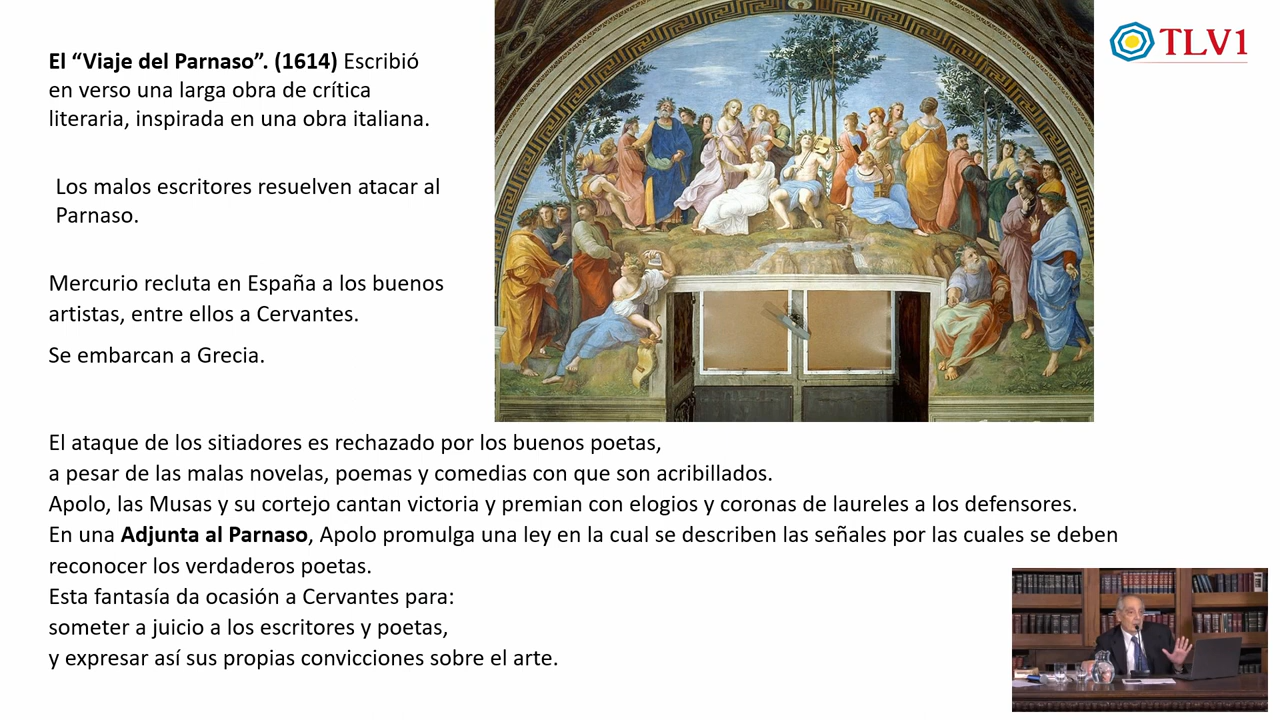 El “Viaje del Parnaso”. (1614) Escribió
en verso una larga obra de crítica
literaria, inspirada en una obra italiana.
Los malos escritores resuelven atacar al
Parnaso.
Mercurio recluta en España a los buenos
artistas, entre ellos a Cervantes.
Se embarcan a Grecia.
TLV1
El ataque de los sitiadores es rechazado por los buenos poetas,
a pesar de las malas novelas, poemas y comedias con que son acribillados.
Apolo, las Musas y su cortejo cantan victoria y premian con elogios y coronas de laureles a los defensores.
En una Adjunta al Parnaso, Apolo promulga una ley en la cual se describen las señales por las cuales se deben
reconocer los verdaderos poetas.
Esta fantasía da ocasión a Cervantes para:
someter a juicio a los escritores y poetas,
y expresar así sus propias convicciones sobre el arte.